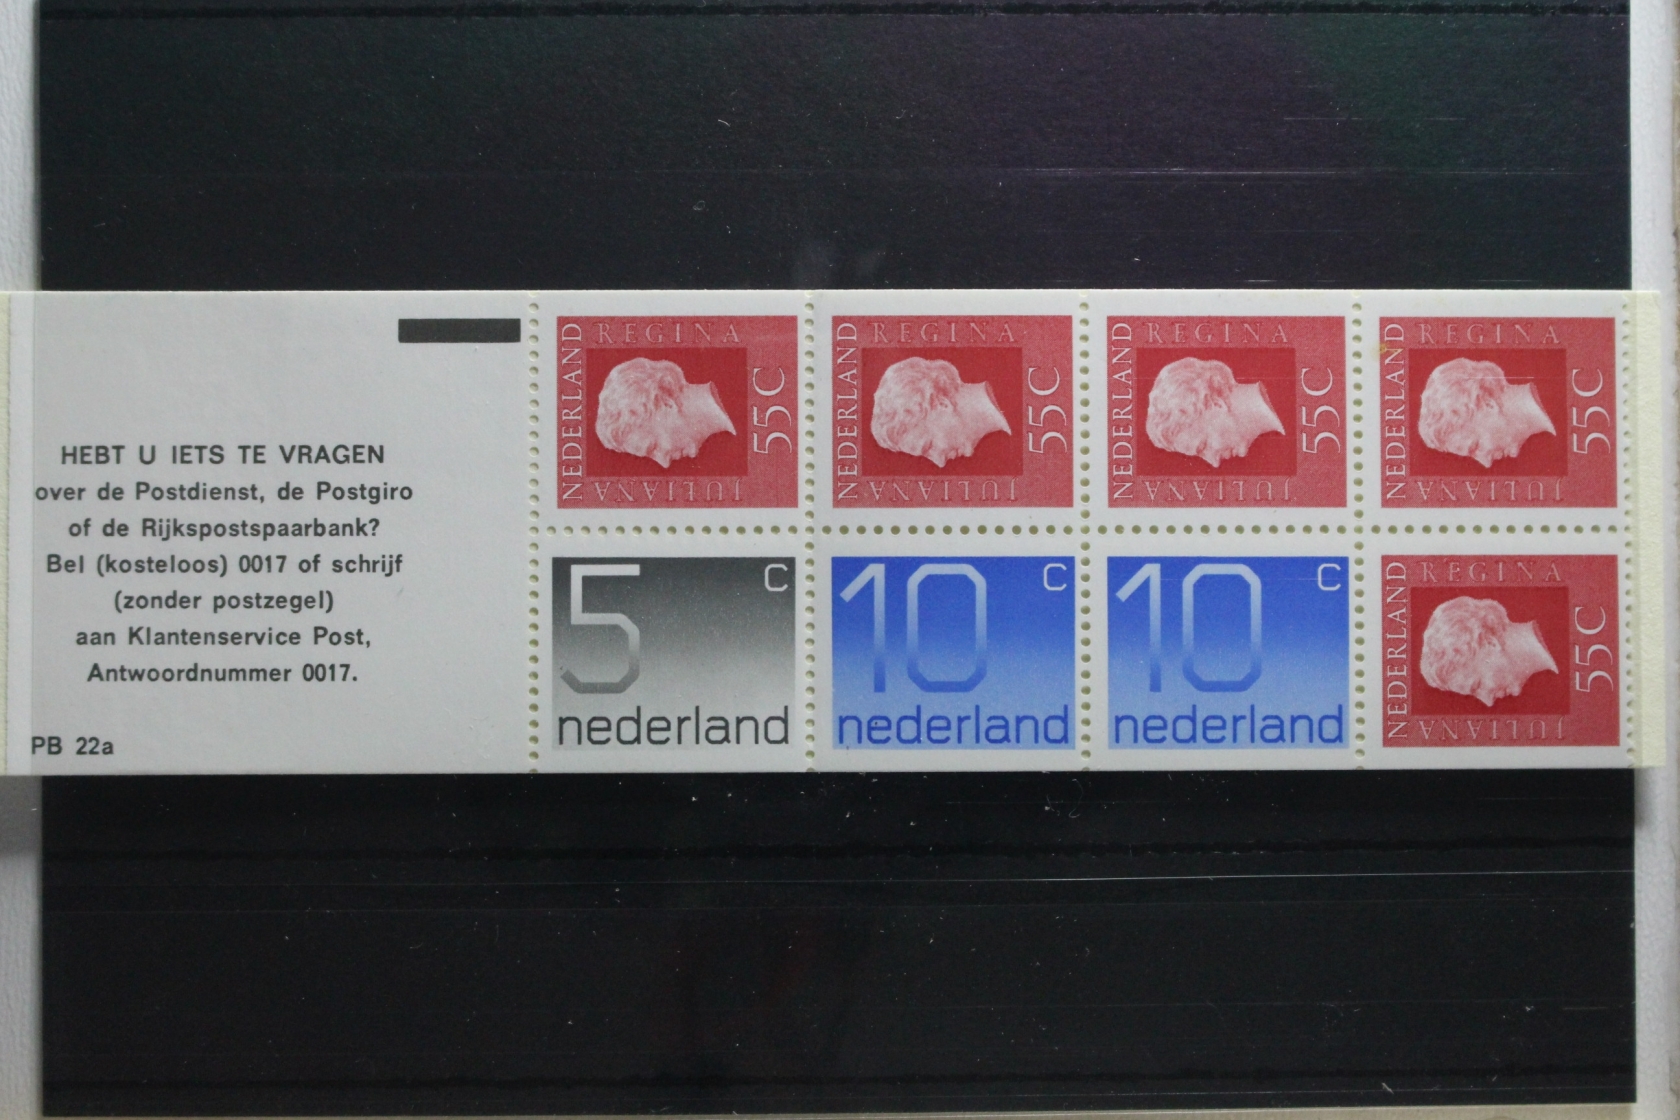 HEBT U IETS TE VRAGEN
over de Postdienst, de Postgiro
of de Rijkspostspaarbank?
Bel (kosteloos) 0017 of schrijf
(zonder postzegel)
aan Klantenservice Post,
Antwoordnummer 0017.
PB 22a
NEDERLAND REGINA JULIANA 55C
NEDERLAND REGINA JULIANA 55C
NEDERLAND REGINA JULIANA 55C
NEDERLAND REGINA JULIANA 55C
5 C
nederland
10 C
nederland
10 C
nederland
NEDERLAND REGINA JULIANA 55C